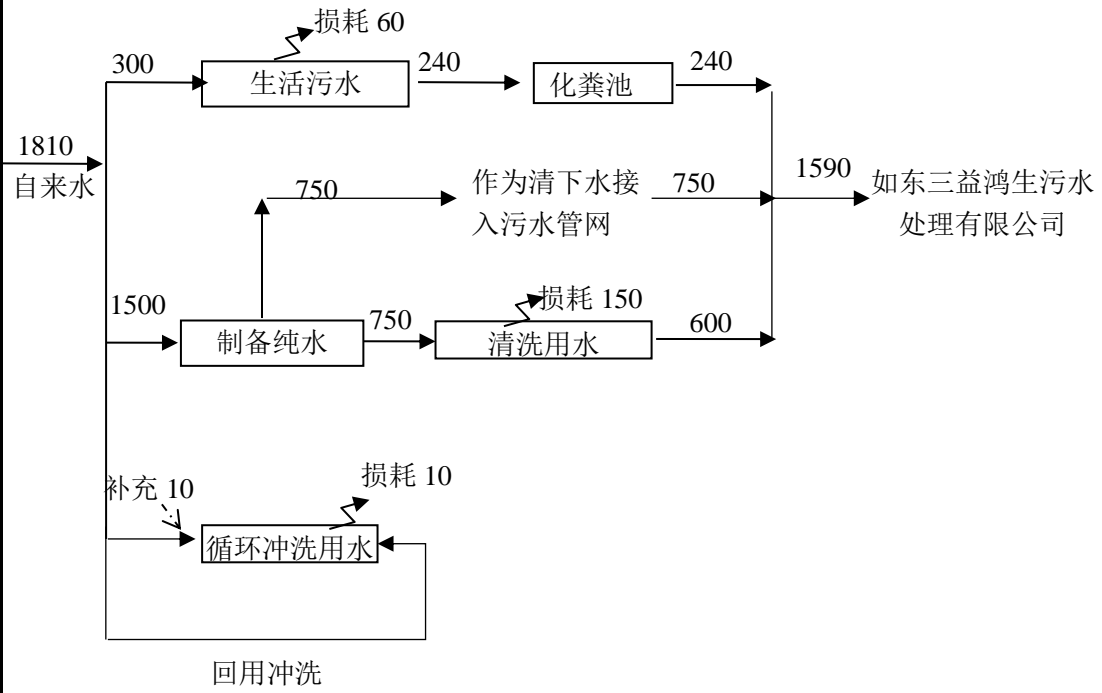 损耗 60
300
生活污水
240
化粪池
240
1810
自来水
750
作为清下水接
入污水管网
750
1590
如东三益鸿生污水
处理有限公司
1500
制备纯水
750
损耗 150
清洗用水
600
补充 10
损耗 10
循环冲洗用水
回用冲洗